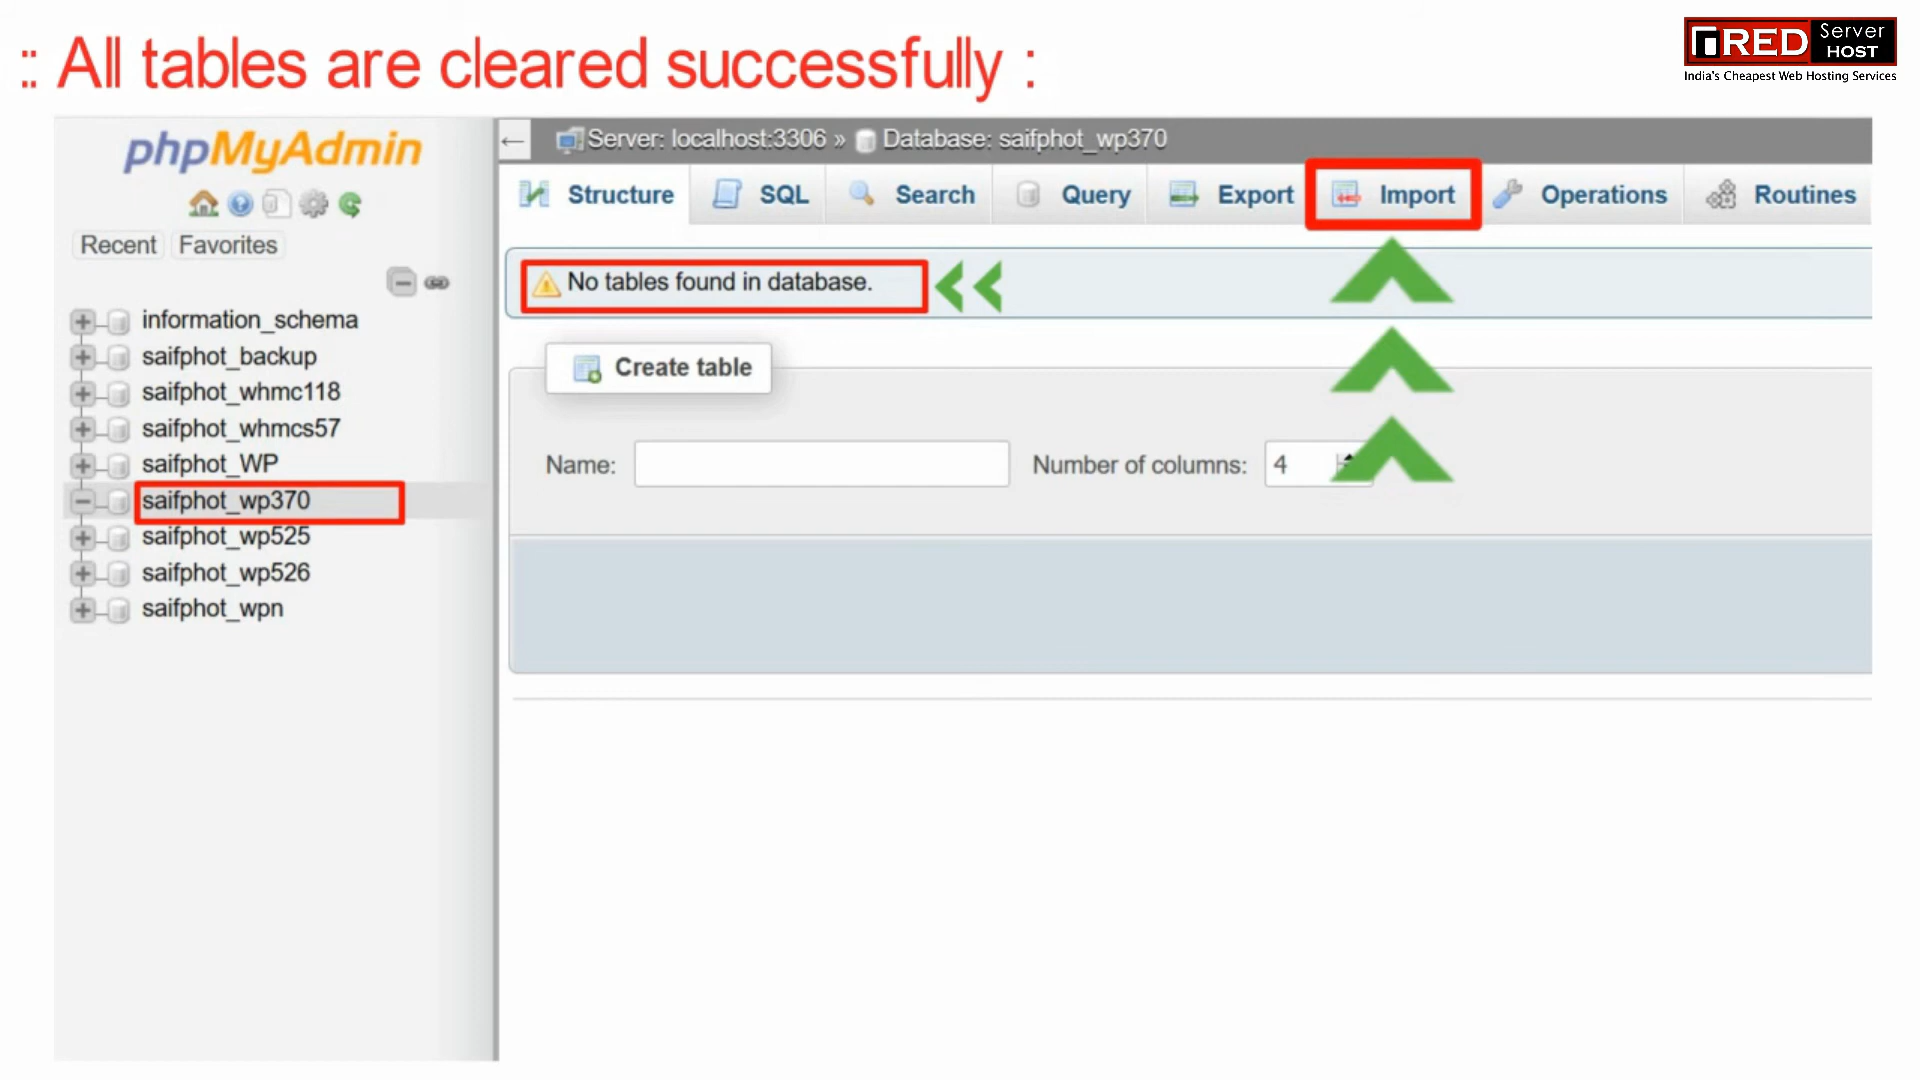 :: All tables are cleared successfully :
RED Server HOST
India's Cheapest Web Hosting Services
phpMyAdmin
Recent Favorites
information_schema
saifphot_backup
saifphot_whmc118
saifphot_whmcs57
saifphot_WP
saifphot_wp370
saifphot_wp525
saifphot_wp526
saifphot_wpn
← Server: localhost:3306 » Database: saifphot_wp370
Structure SQL Search Query Export Import Operations Routines
No tables found in database.
Create table
Name: Number of columns: 4